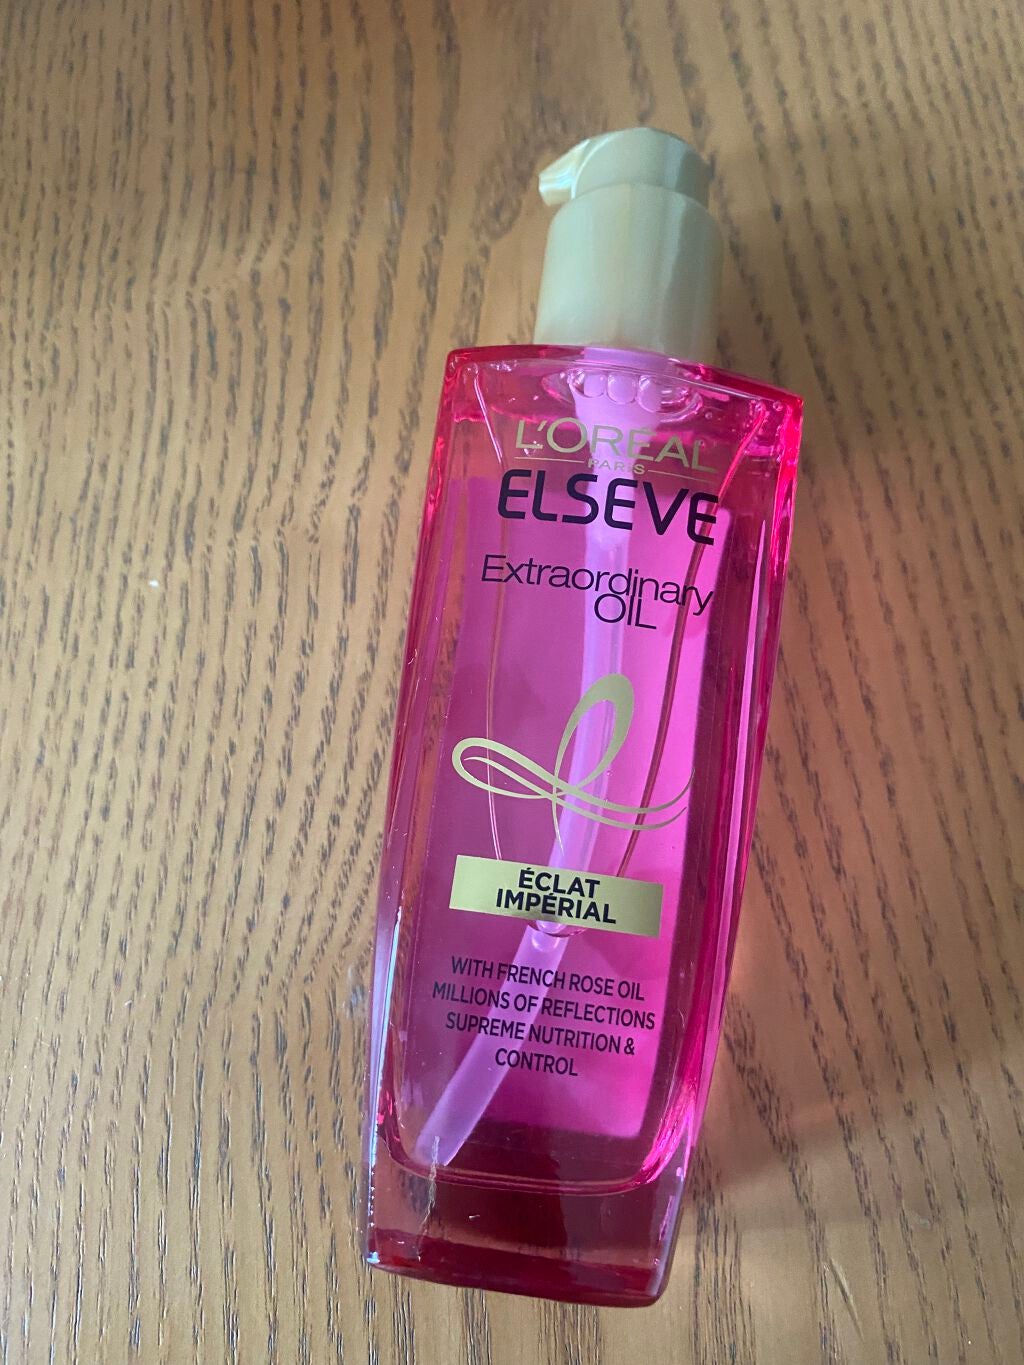 L'ORÉAL
PARIS
ELSEVE
Extraordinary
OIL
ÉCLAT
IMPÉRIAL
WITH FRENCH ROSE OIL
MILLIONS OF REFLECTIONS
SUPREME NUTRITION &
CONTROL